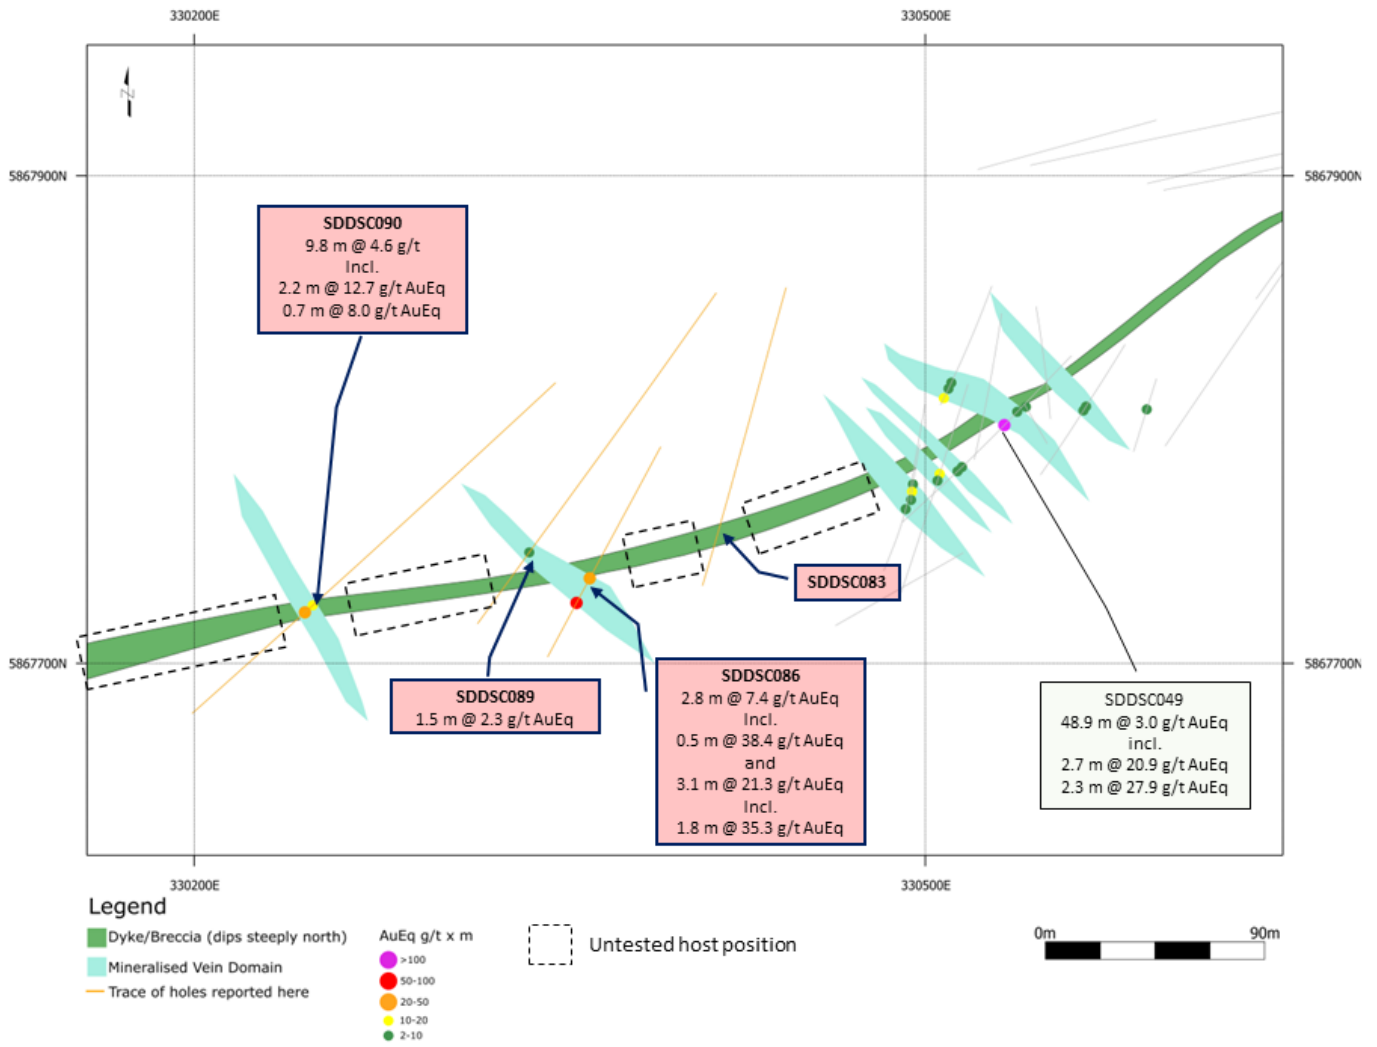 330200E
330500E
N
5867900N
5867900N
SDDSC090
9.8 m @ 4.6 g/t
Incl.
2.2 m @ 12.7 g/t AuEq
0.7 m @ 8.0 g/t AuEq
SDDSC083
5867700N
5867700N
SDDSC089
1.5 m @ 2.3 g/t AuEq
SDDSC086
2.8 m @ 7.4 g/t AuEq
Incl.
0.5 m @ 38.4 g/t AuEq
and
3.1 m @ 21.3 g/t AuEq
Incl.
1.8 m @ 35.3 g/t AuEq
SDDSC049
48.9 m @ 3.0 g/t AuEq
incl.
2.7 m @ 20.9 g/t AuEq
2.3 m @ 27.9 g/t AuEq
330200E
330500E
Legend
Dyke/Breccia (dips steeply north)
Mineralised Vein Domain
Trace of holes reported here
AuEq g/t x m
>100
50-100
20-50
10-20
2-10
Untested host position
0m
90m